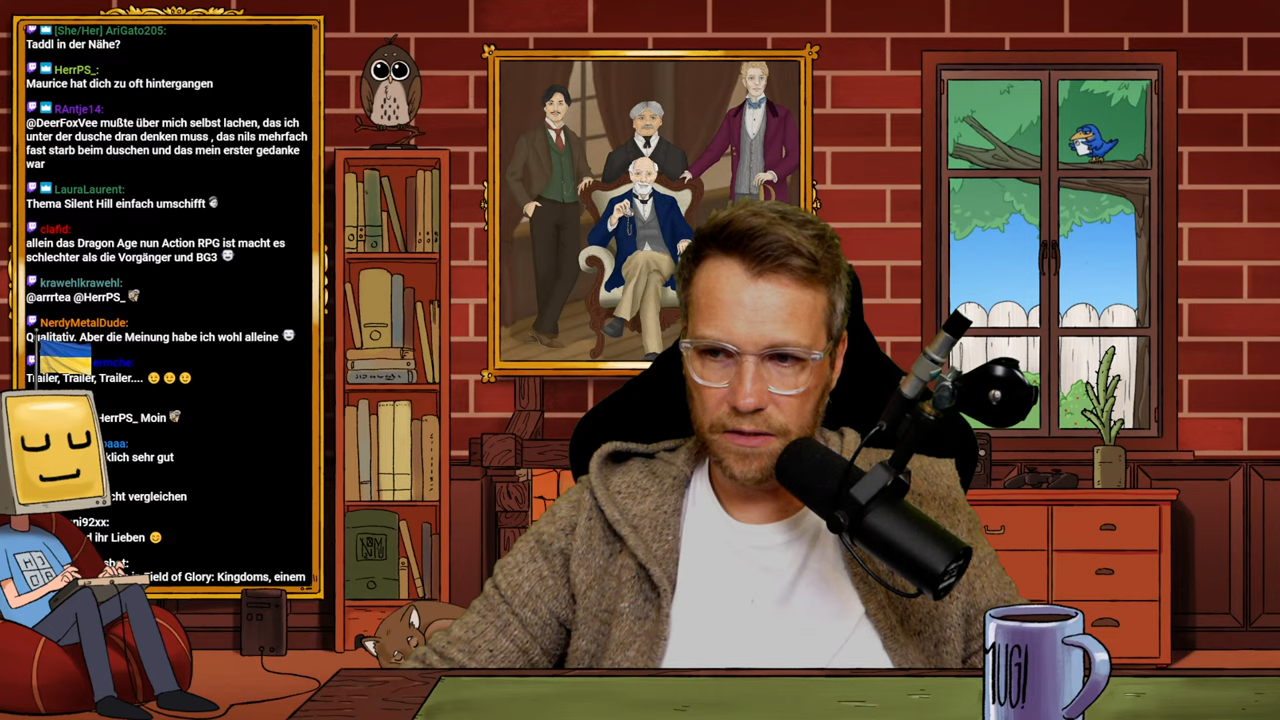 [She/Her] AriGato205:
Taddl in der Nähe?
HerrPS_:
Maurice hat dich zu oft hintergangen
RAntje14:
@DeerFoxVee mußte über mich selbst lachen, das ich
unter der dusche dran denken muss , das nils mehrfach
fast starb beim duschen und das mein erster gedanke
war
LauraLaurent:
Thema Silent Hill einfach umschifft
clafid:
allein das Dragon Age nun Action RPG ist macht es
schlechter als die Vorgänger und BG3
krawehlkrawehl:
@arrrtea @HerrPS_
NerdyMetalDude:
Qualitativ. Aber die Meinung habe ich wohl alleine
Trailer, Trailer, Trailer....
HerrPS_ Moin
klich sehr gut
cht vergleichen
ni92xx:
d ihr Lieben
Field of Glory: Kingdoms, einem
MUG!